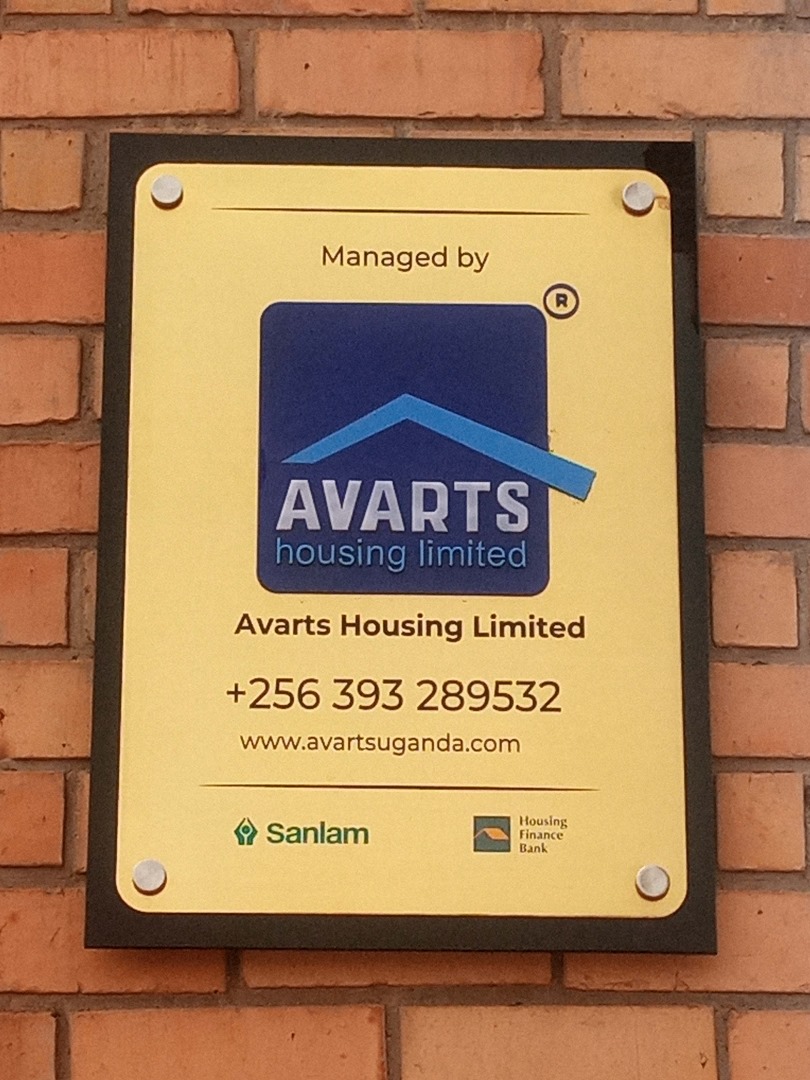 Managed by
®
AVARTS
housing limited
Avarts Housing Limited
+256 393 289532
www.avartsuganda.com
Sanlam
Housing
Finance
Bank